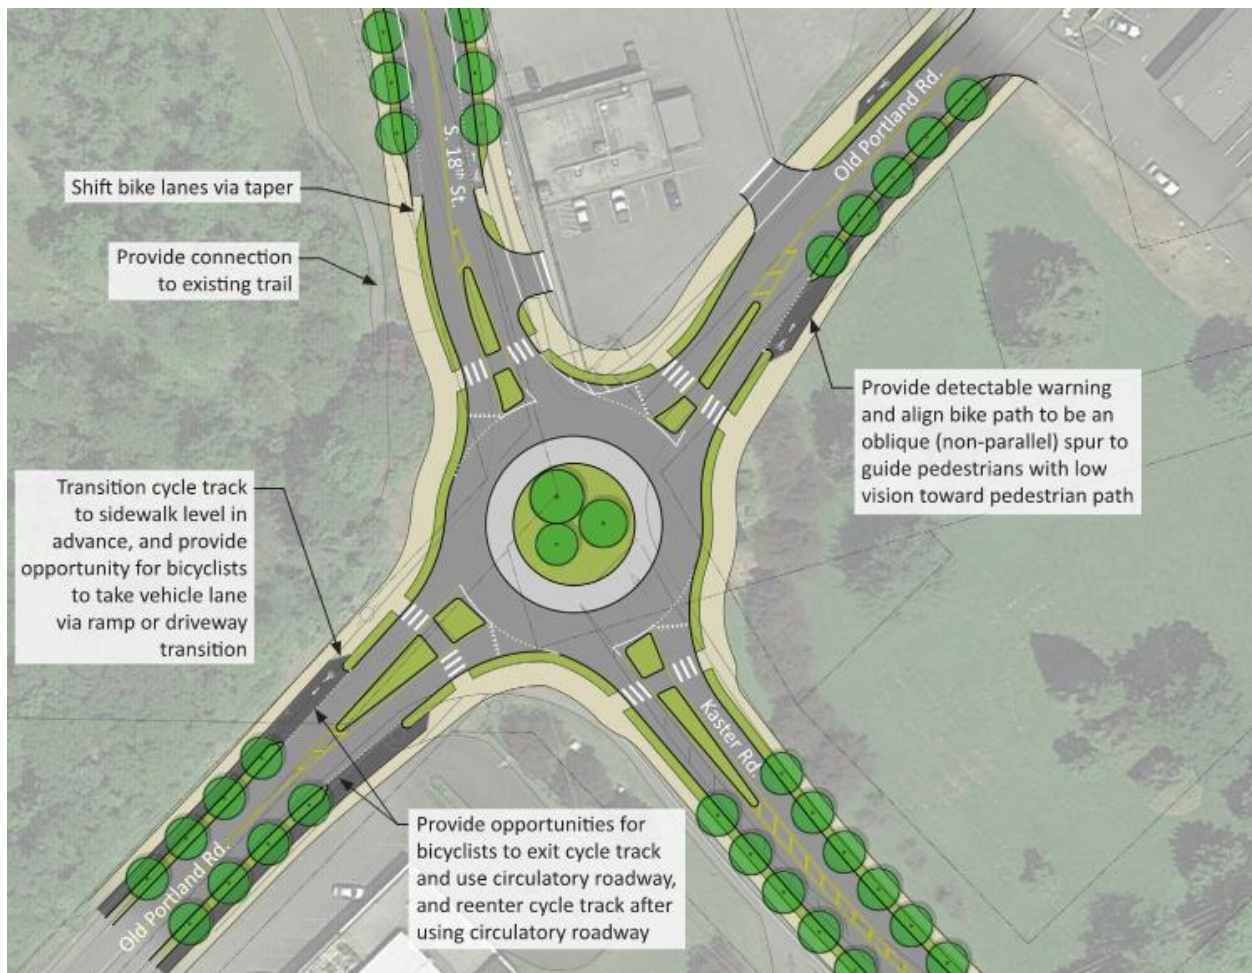 S. 18th St.
Old Portland Rd.
Shift bike lanes via taper
Provide connection
to existing trail
Provide detectable warning
and align bike path to be an
oblique (non-parallel) spur to
guide pedestrians with low
vision toward pedestrian path
Transition cycle track
to sidewalk level in
advance, and provide
opportunity for bicyclists
to take vehicle lane
via ramp or driveway
transition
Kaster Rd.
Provide opportunities for
bicyclists to exit cycle track
and use circulatory roadway,
and reenter cycle track after
using circulatory roadway
Old Portland Rd.